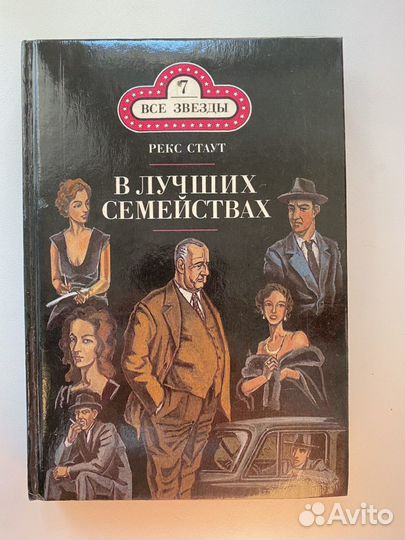 7
ВСЕ ЗВЕЗДЫ
РЕКС СТАУТ
В ЛУЧШИХ
СЕМЕЙСТВАХ
Avito